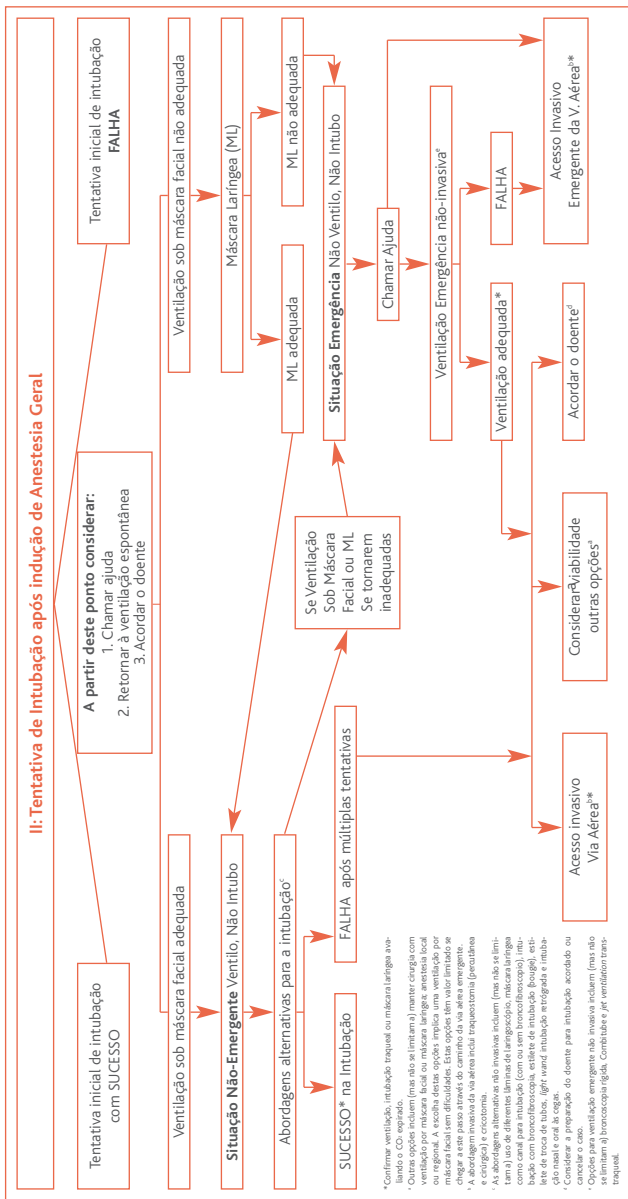 II: Tentativa de Intubação após indução de Anestesia Geral
Tentativa inicial de intubação
com SUCESSO
A partir deste ponto considerar:
1. Chamar ajuda
2. Retornar à ventilação espontânea
3. Acordar o doente
Tentativa inicial de intubação
FALHA
Ventilação sob máscara facial adequada
Ventilação sob máscara facial não adequada
Máscara Laríngea (ML)
ML adequada
ML não adequada
Situação Não-Emergente Ventilo, Não Intubo
Situação Emergência Não Ventilo, Não Intubo
Abordagens alternativas para a intubaçãoᶜ
Se Ventilação
Sob Máscara
Facial ou ML
Se tornarem
inadequadas
Chamar Ajuda
SUCESSO* na Intubação
FALHA após múltiplas tentativas
Ventilação Emergência não-invasivaᵉ
Ventilação adequada*
FALHA
Acesso invasivo
Via Aéreaᵇ*
Considerar viabilidade
outras opçõesᵃ
Acordar o doenteᵈ
Acesso Invasivo
Emergente da V. Aéreaᵇ*
* Confirmar ventilação, intubação traqueal ou máscara laríngea ava-
liando o CO₂ expirado.
ᵃ Outras opções incluem (mas não se limitam a) manter cirurgia com
ventilação por máscara facial ou máscara laríngea; anestesia local
ou regional. A escolha destas opções implica uma ventilação por
máscara facial sem dificuldades. Estas opções têm valor limitado se
chegar a este passo através do caminho da via aérea emergente.
ᵇ A abordagem invasiva da via aérea inclui traqueostomia (percutânea
e cirúrgica) e cricotomia.
ᶜ As abordagens alternativas não invasivas incluem (mas não se limi-
tam a) uso de diferentes lâminas de laringoscópio, máscara laríngea
como canal para intubação (com ou sem broncofibroscopio), intu-
bação com broncofibroscopia, estilete de intubação (bougie), esti-
lete de troca de tubos, light wand, intubação retrógrada e intuba-
ção nasal e oral às cegas.
ᵈ Considerar a preparação do doente para intubação acordado ou
cancelar o caso.
ᵉ Opções para ventilação emergente não invasiva incluem (mas não
se limitam a) broncoscopia rígida, Combitube e jet ventilation trans-
traqueal.